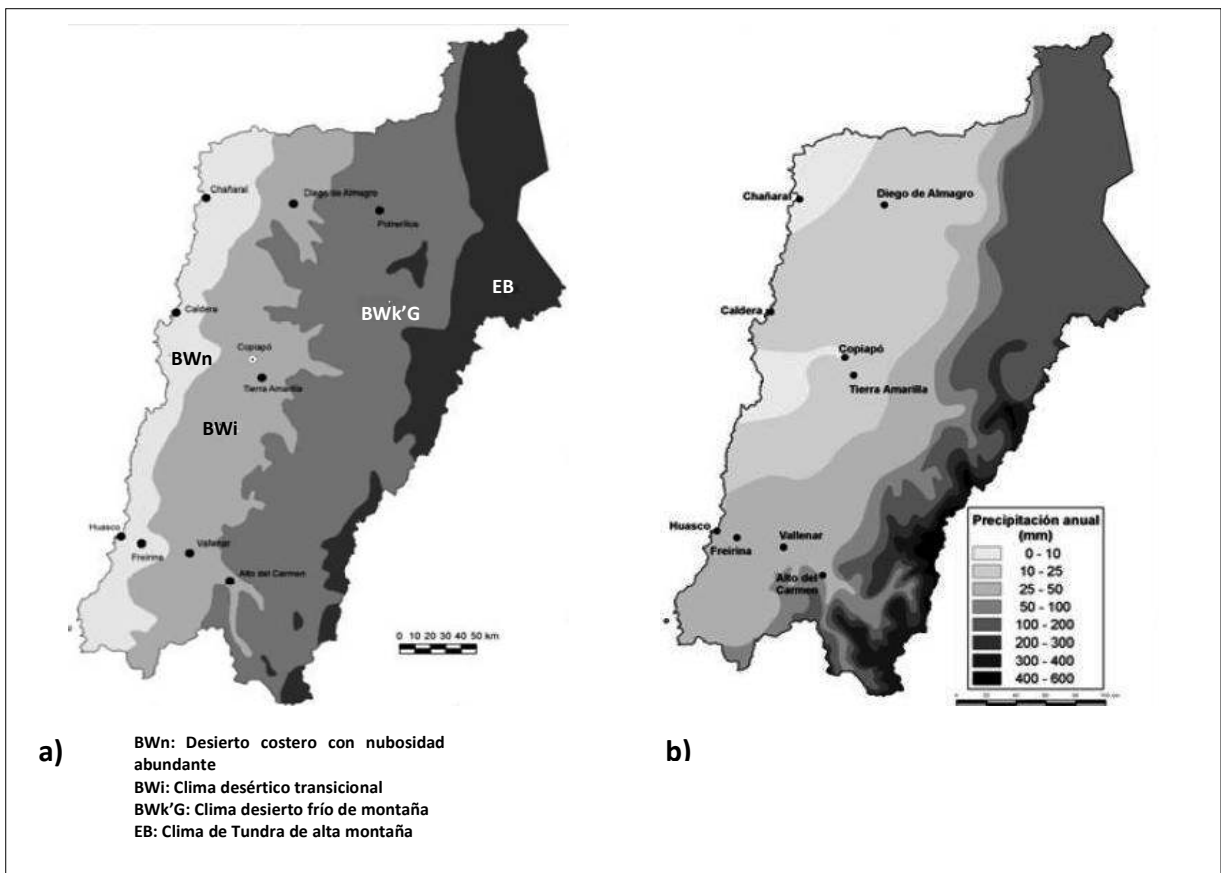 Chañaral
Diego de Almagro
Potrerillos
EB
BWk'G
Caldera
Copiapó
BWn
Tierra Amarilla
BWi
Huasco
Freirina
Vallenar
Alto del Carmen
0 10 20 30 40 50 km
a)
BWn: Desierto costero con nubosidad
abundante
BWi: Clima desértico transicional
BWk'G: Clima desierto frío de montaña
EB: Clima de Tundra de alta montaña
Chañaral
Diego de Almagro
Caldera
Copiapó
Tierra Amarilla
Huasco
Freirina
Vallenar
Alto del
Carmen
Precipitación anual
(mm)
0 - 10
10 - 25
25 - 50
50 - 100
100 - 200
200 - 300
300 - 400
400 - 600
b)